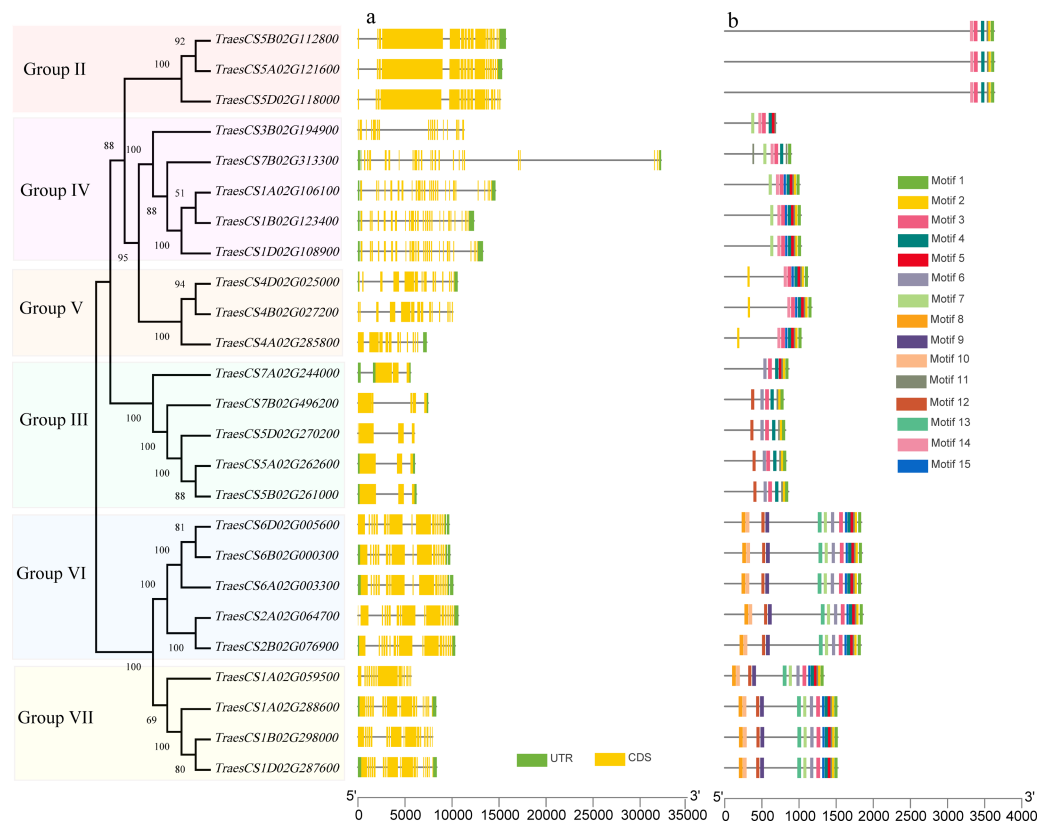 a
b
Group II
Group IV
Group V
Group III
Group VI
Group VII
92
100
88
100
51
88
100
95
94
100
100
100
100
88
81
100
100
100
100
69
100
80
TraesCS5B02G112800
TraesCS5A02G121600
TraesCS5D02G118000
TraesCS3B02G194900
TraesCS7B02G313300
TraesCS1A02G106100
TraesCS1B02G123400
TraesCS1D02G108900
TraesCS4D02G025000
TraesCS4B02G027200
TraesCS4A02G285800
TraesCS7A02G244000
TraesCS7B02G496200
TraesCS5D02G270200
TraesCS5A02G262600
TraesCS5B02G261000
TraesCS6D02G005600
TraesCS6B02G000300
TraesCS6A02G003300
TraesCS2A02G064700
TraesCS2B02G076900
TraesCS1A02G059500
TraesCS1A02G288600
TraesCS1B02G298000
TraesCS1D02G287600
UTR
CDS
5'
3'
0 5000 10000 15000 20000 25000 30000 35000
Motif 1
Motif 2
Motif 3
Motif 4
Motif 5
Motif 6
Motif 7
Motif 8
Motif 9
Motif 10
Motif 11
Motif 12
Motif 13
Motif 14
Motif 15
5'
3'
0 500 1000 1500 2000 2500 3000 3500 4000